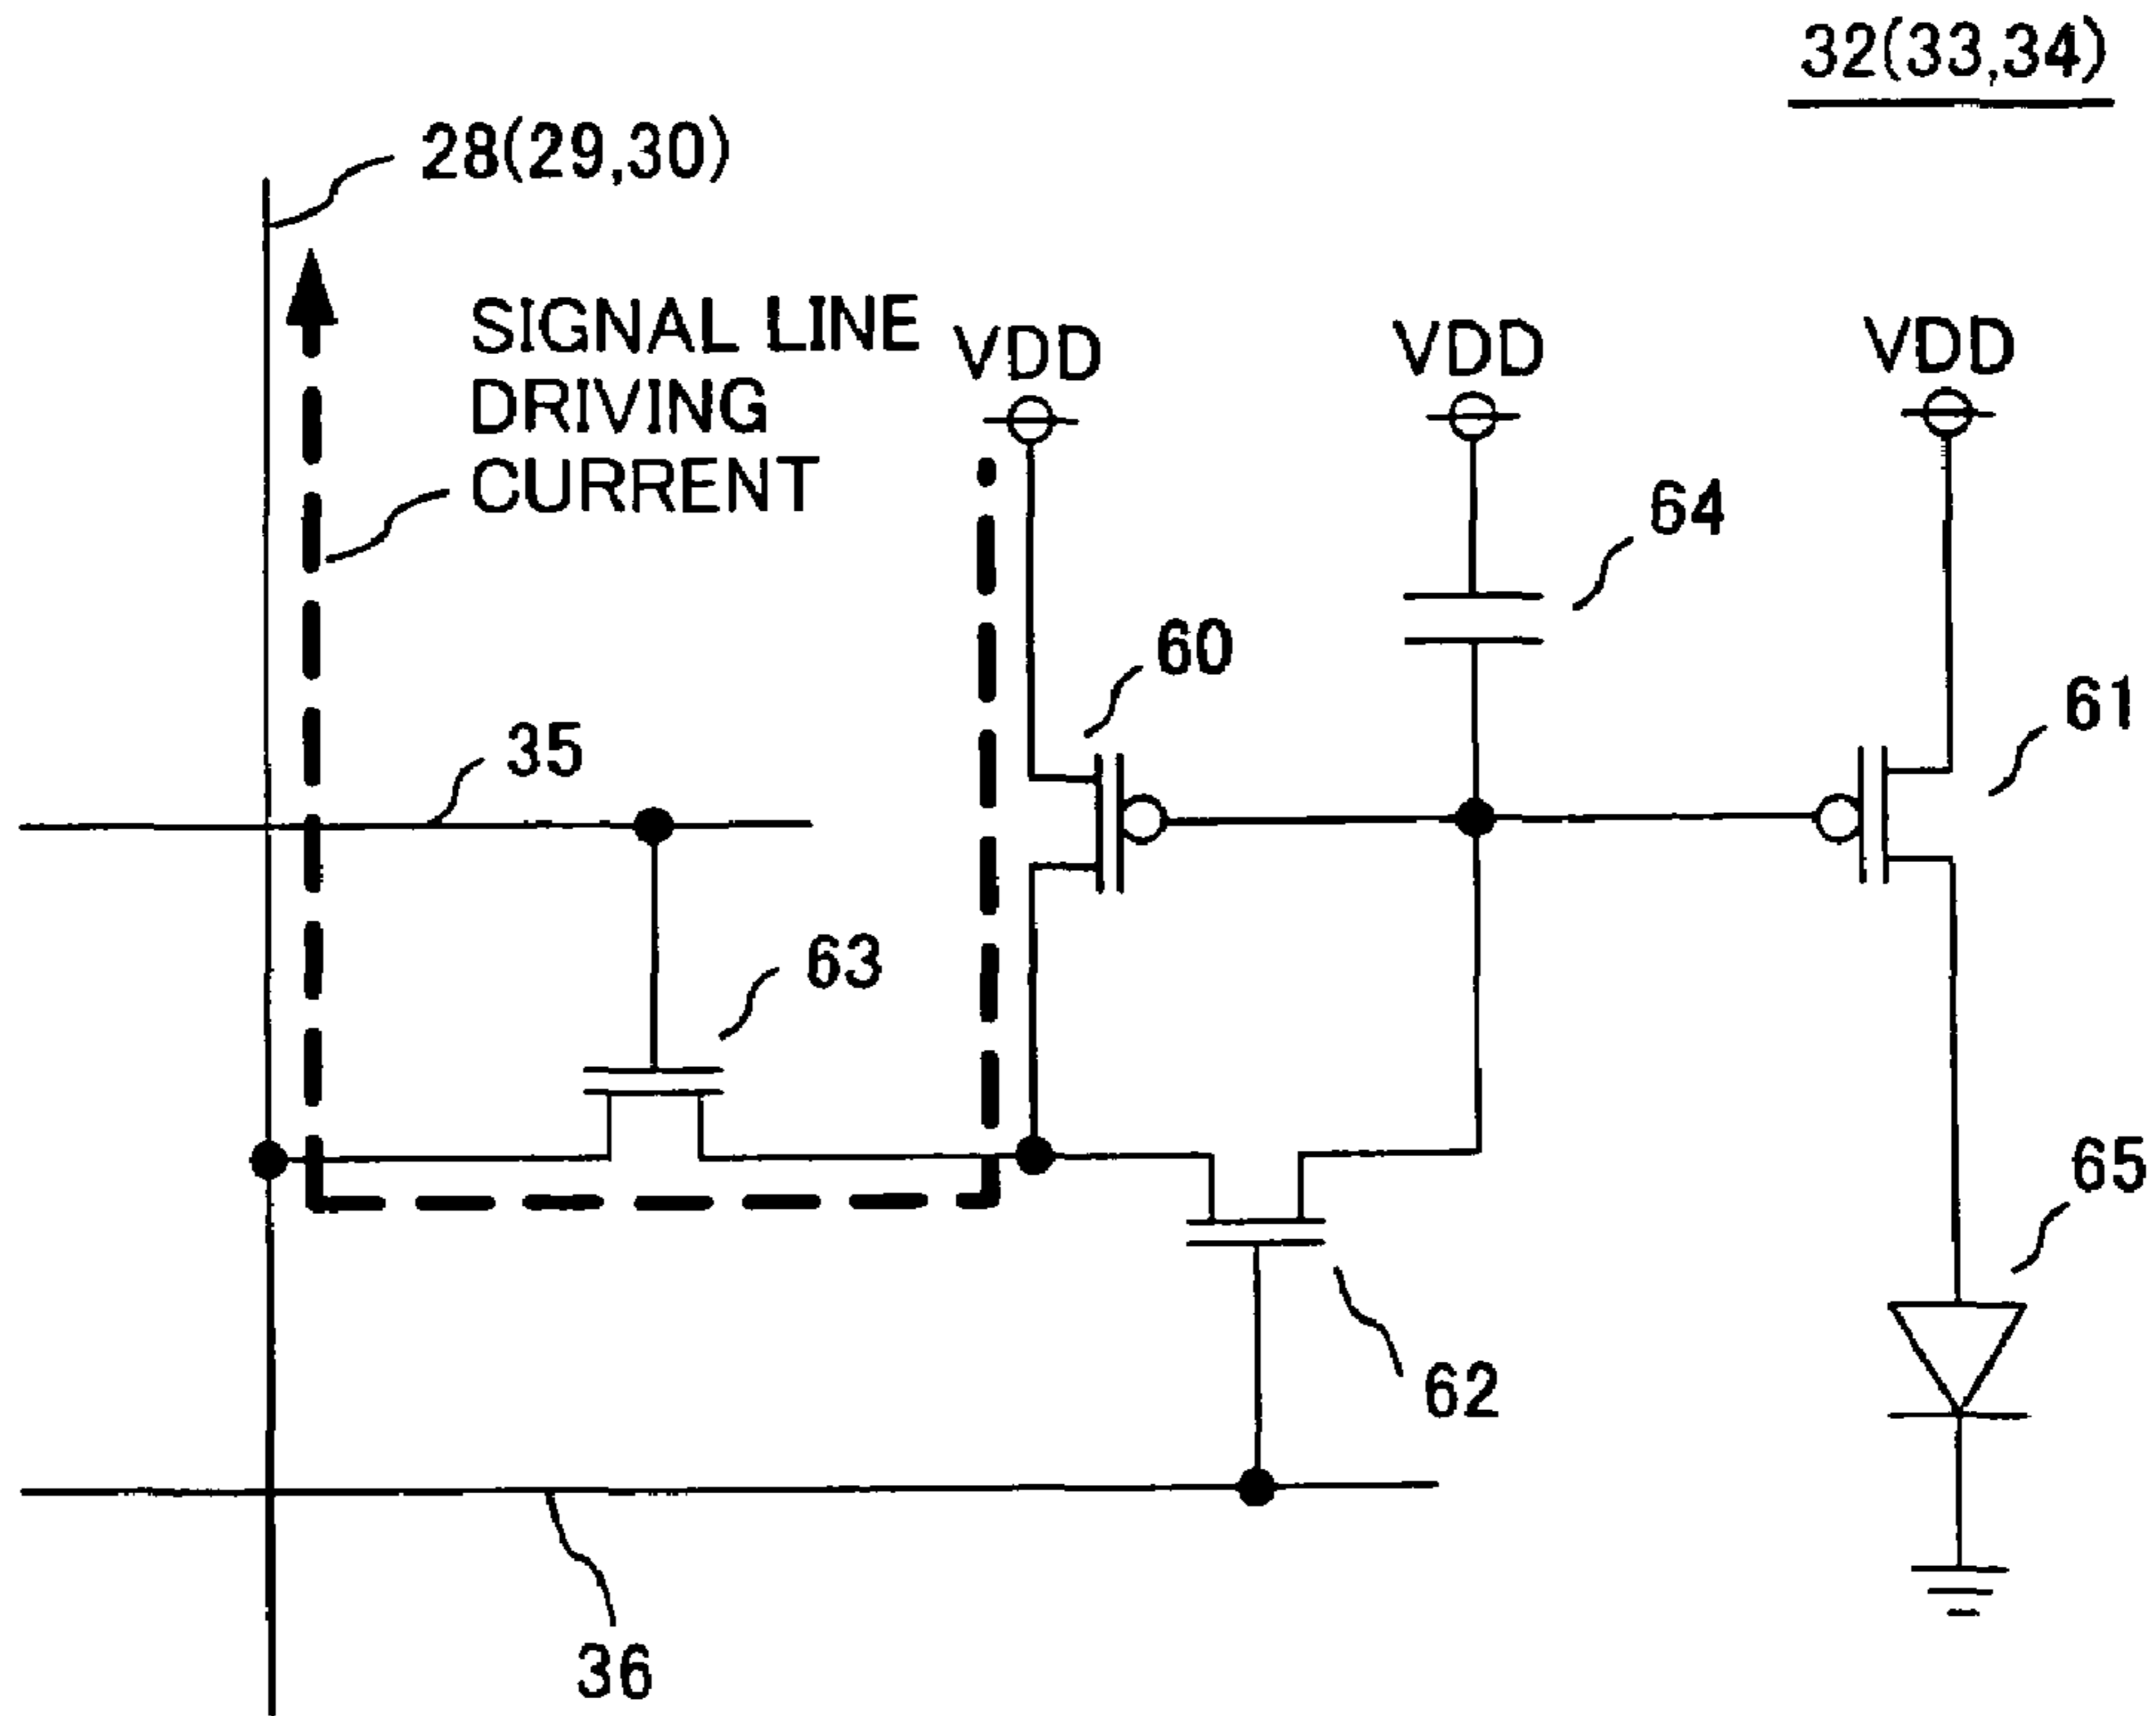 32(33,34)
28(29,30)
SIGNAL LINE
DRIVING
CURRENT
VDD
VDD
VDD
64
60
61
35
63
65
62
36